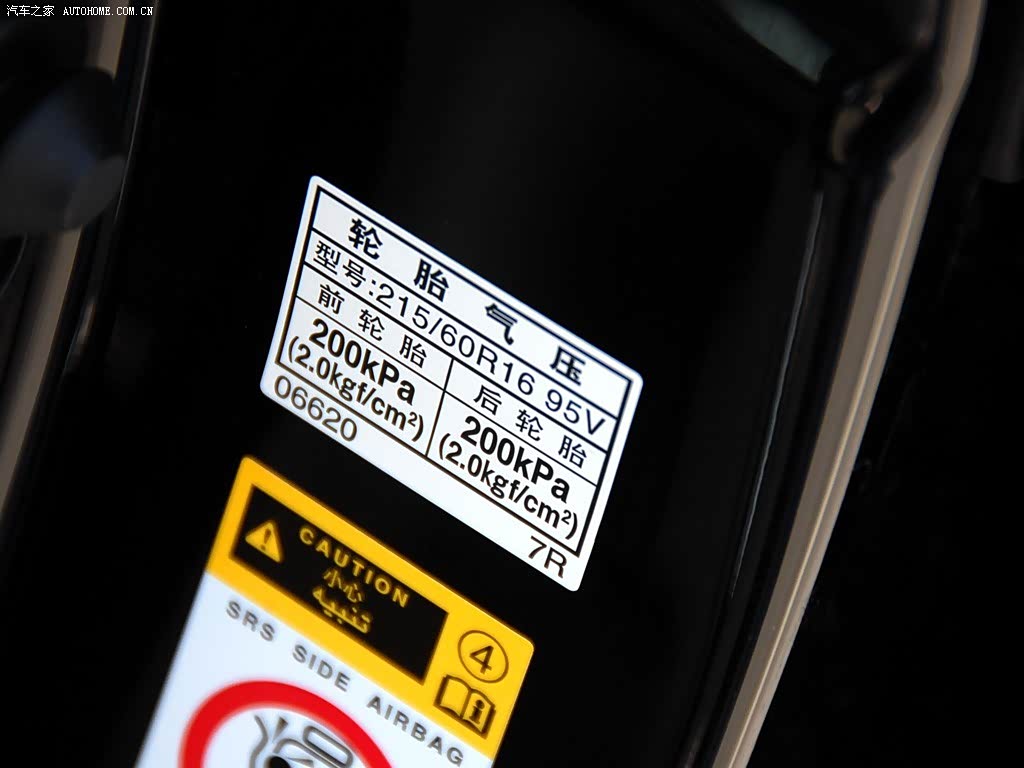 汽车之家 AUTOHOME.COM.CN
轮胎气压
型号:215/60R16 95V
前轮胎 后轮胎
200kPa 200kPa
(2.0kgf/cm²) (2.0kgf/cm²)
06620 7R
CAUTION
小心
تنبيه
4
SRS SIDE AIRBAG